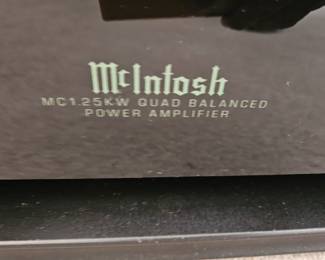 McIntosh
MC1.25KW QUAD BALANCED
POWER AMPLIFIER